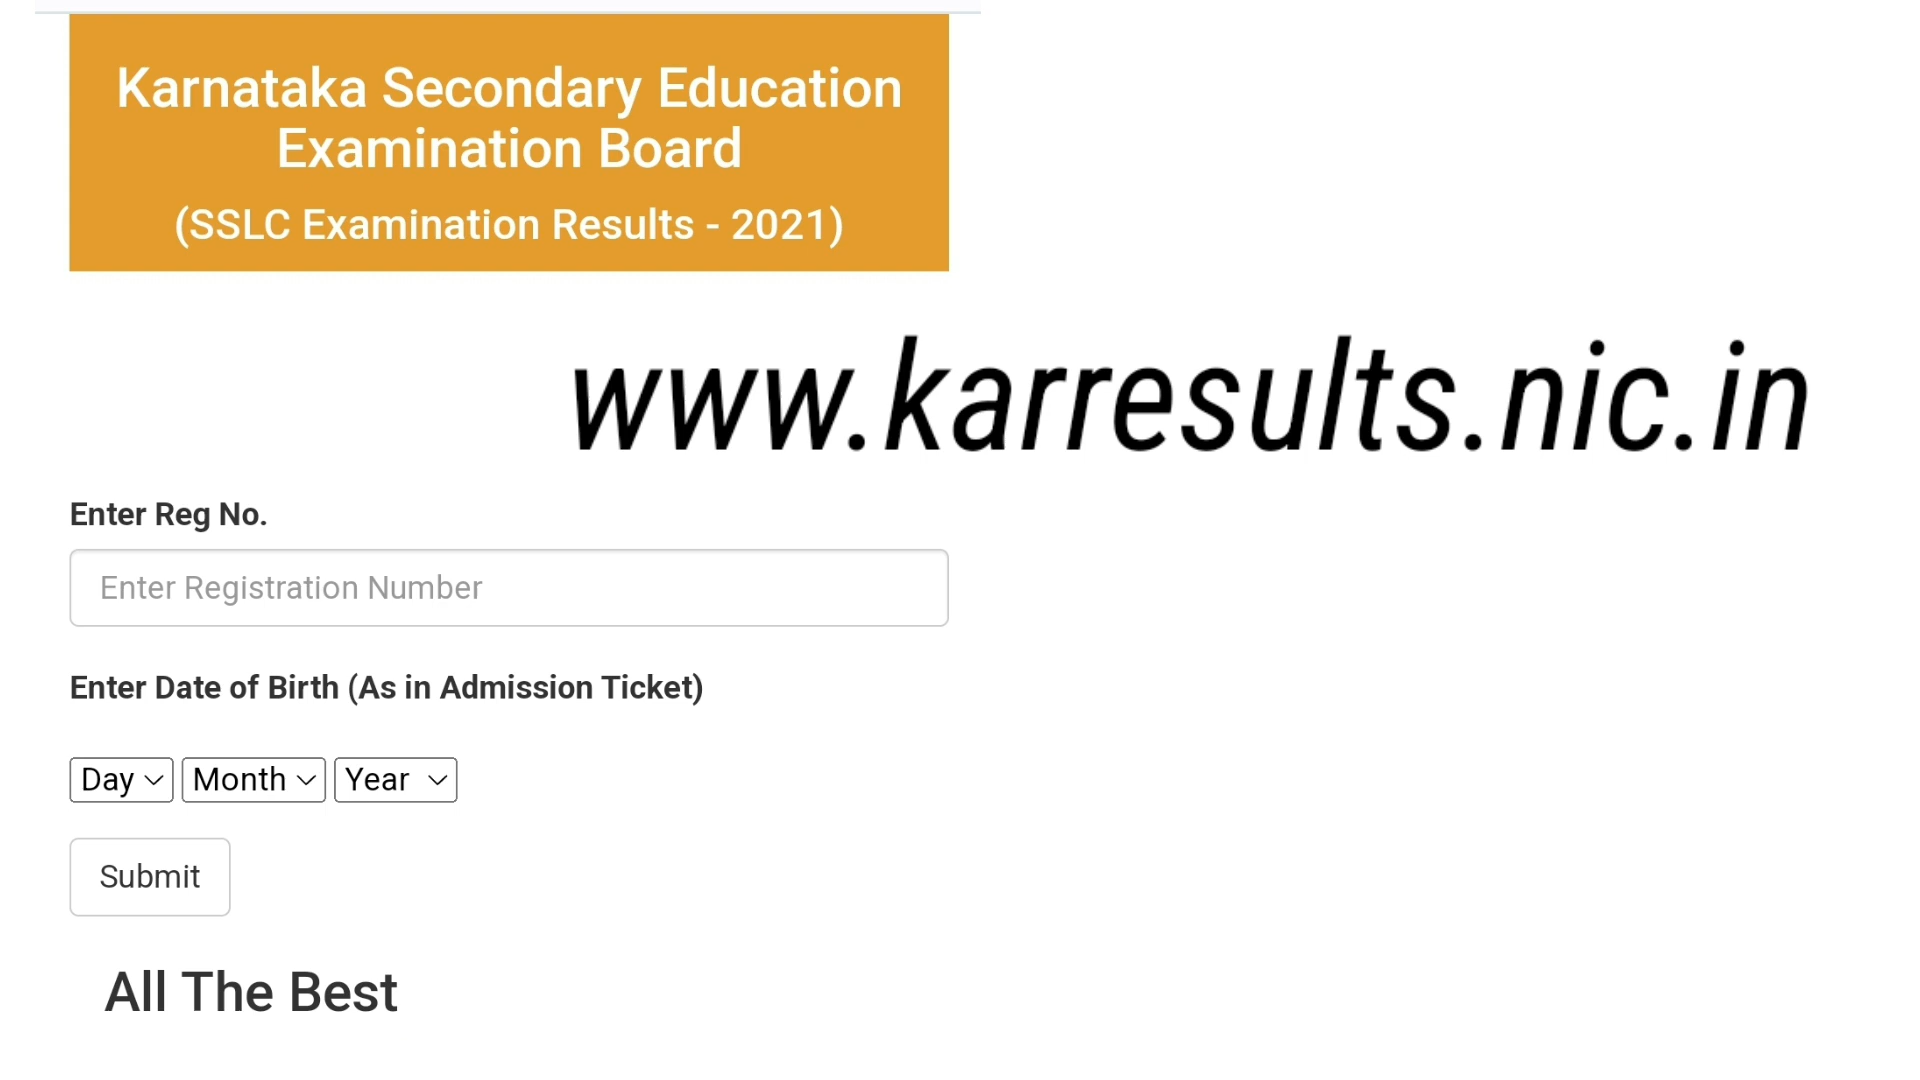 Karnataka Secondary Education
Examination Board
(SSLC Examination Results - 2021)
www.karresults.nic.in
Enter Reg No.
Enter Registration Number
Enter Date of Birth (As in Admission Ticket)
Day Month Year
Submit
All The Best